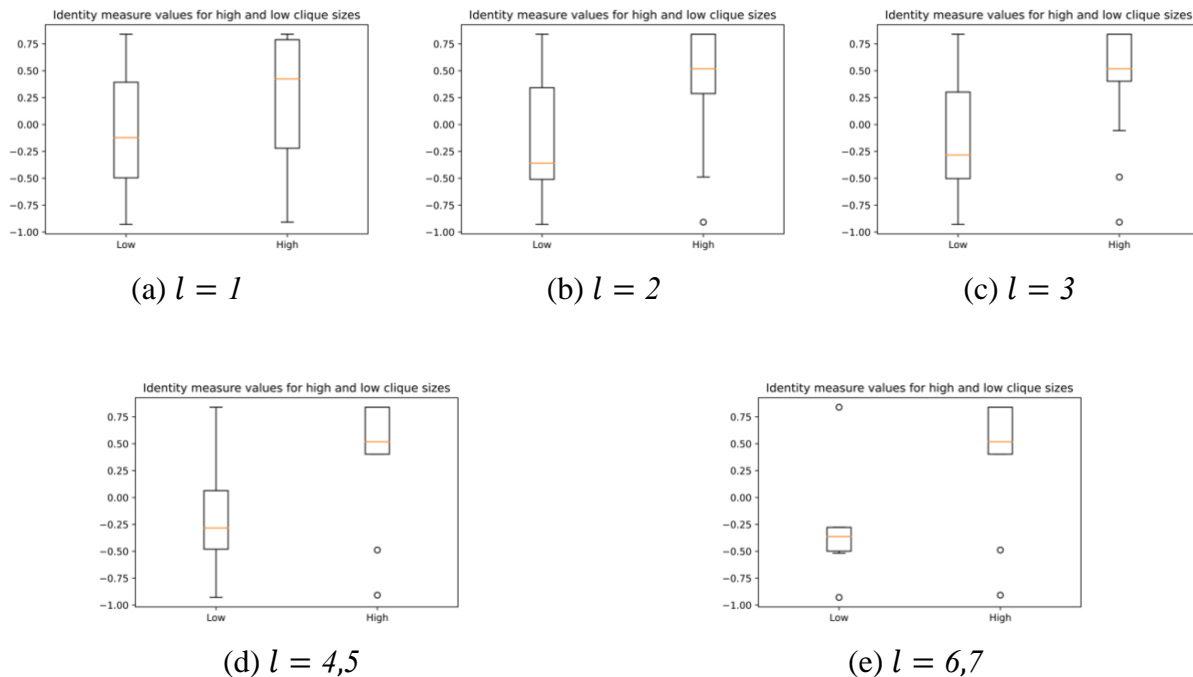 Identity measure values for high and low clique sizes
0.75
0.50
0.25
0.00
−0.25
−0.50
−0.75
−1.00
Low High
(a) l = 1
Identity measure values for high and low clique sizes
0.75
0.50
0.25
0.00
−0.25
−0.50
−0.75
−1.00
Low High
(b) l = 2
Identity measure values for high and low clique sizes
0.75
0.50
0.25
0.00
−0.25
−0.50
−0.75
−1.00
Low High
(c) l = 3
Identity measure values for high and low clique sizes
0.75
0.50
0.25
0.00
−0.25
−0.50
−0.75
−1.00
Low High
(d) l = 4,5
Identity measure values for high and low clique sizes
0.75
0.50
0.25
0.00
−0.25
−0.50
−0.75
−1.00
Low High
(e) l = 6,7